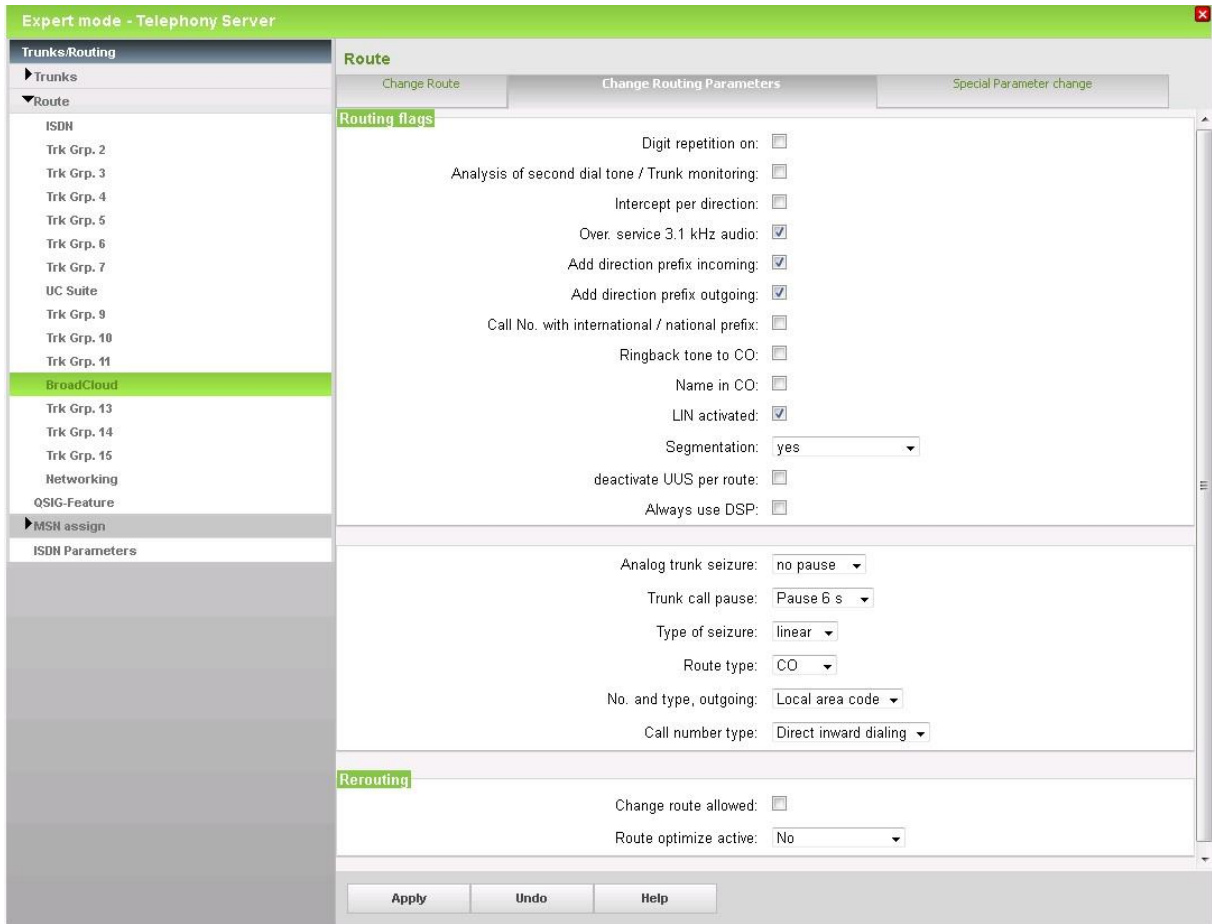 Expert mode - Telephony Server
Trunks/Routing
Trunks
Route
ISDN
Trk Grp. 2
Trk Grp. 3
Trk Grp. 4
Trk Grp. 5
Trk Grp. 6
Trk Grp. 7
UC Suite
Trk Grp. 9
Trk Grp. 10
Trk Grp. 11
BroadCloud
Trk Grp. 13
Trk Grp. 14
Trk Grp. 15
Networking
QSIG-Feature
MSN assign
ISDN Parameters
Route
Change Route
Change Routing Parameters
Special Parameter change
Routing flags
Digit repetition on:
Analysis of second dial tone / Trunk monitoring:
Intercept per direction:
Over. service 3.1 kHz audio:
Add direction prefix incoming:
Add direction prefix outgoing:
Call No. with international / national prefix:
Ringback tone to CO:
Name in CO:
LIN activated:
Segmentation: yes
deactivate UUS per route:
Always use DSP:
Analog trunk seizure: no pause
Trunk call pause: Pause 6 s
Type of seizure: linear
Route type: CO
No. and type, outgoing: Local area code
Call number type: Direct inward dialing
Rerouting
Change route allowed:
Route optimize active: No
Apply
Undo
Help